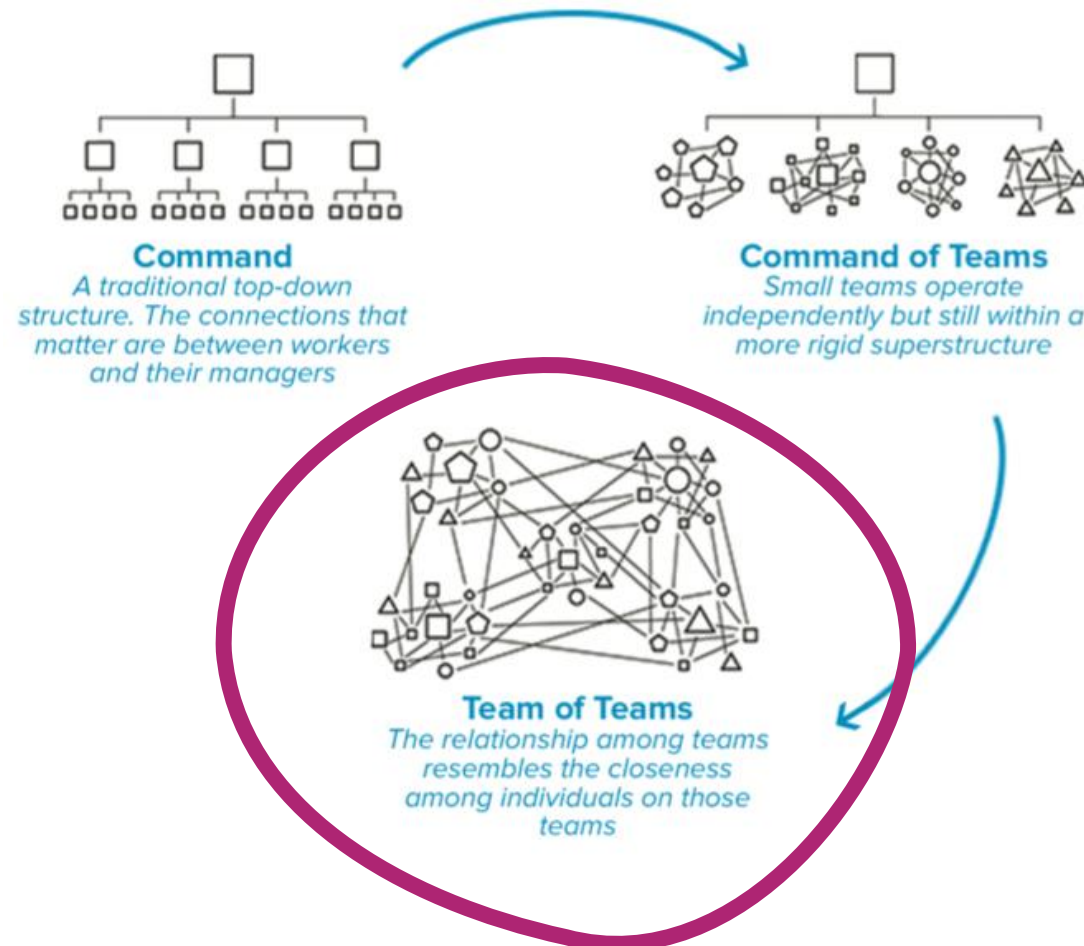 Command
A traditional top-down
structure. The connections that
matter are between workers
and their managers
Command of Teams
Small teams operate
independently but still within a
more rigid superstructure
Team of Teams
The relationship among teams
resembles the closeness
among individuals on those
teams